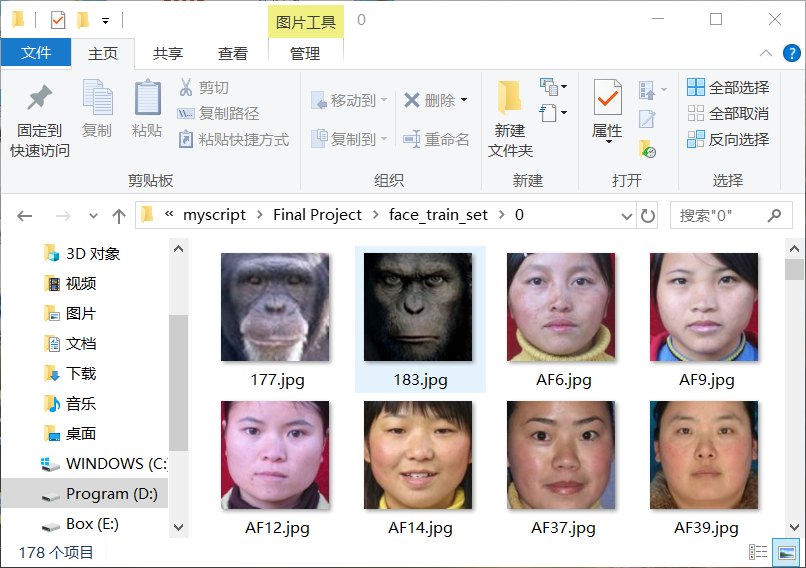 图片工具 0
文件 主页 共享 查看 管理
固定到快速访问
复制
粘贴
剪切
复制路径
粘贴快捷方式
剪贴板
移动到 删除
复制到 重命名
组织
新建文件夹
新建
属性
打开
全部选择
全部取消
反向选择
选择
« myscript > Final Project > face_train_set > 0
搜索"0"
3D 对象
视频
图片
文档
下载
音乐
桌面
WINDOWS (C:
Program (D:)
Box (E:)
177.jpg 183.jpg AF6.jpg AF9.jpg
AF12.jpg AF14.jpg AF37.jpg AF39.jpg
178 个项目